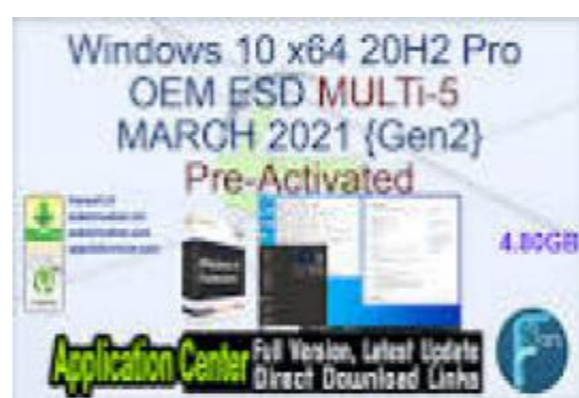 Windows 10 x64 20H2 Pro
OEM ESD MULTi-5
MARCH 2021 {Gen2}
Pre-Activated
4.80GB
Application Center
Full Version, Latest Update
Direct Download Links